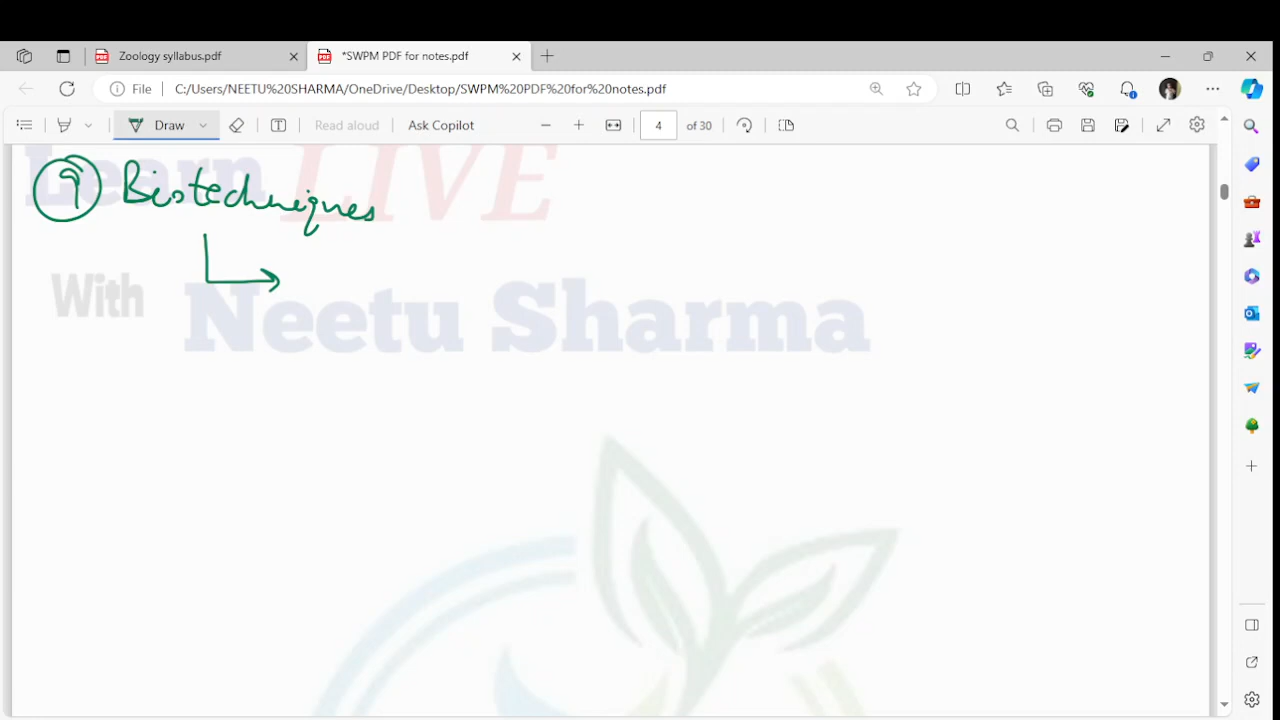 Zoology syllabus.pdf
*SWPM PDF for notes.pdf
File
C:/Users/NEETU%20SHARMA/OneDrive/Desktop/SWPM%20PDF%20for%20notes.pdf
Draw
Read aloud
Ask Copilot
4
of 30
Learn LIVE
9 Biotechniques
With Neetu Sharma